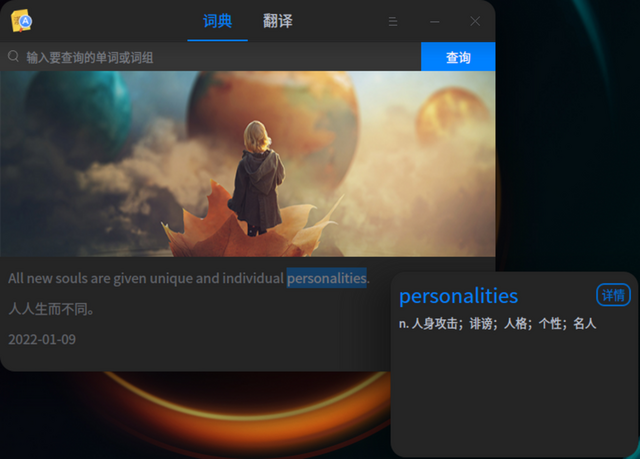 词典 翻译
输入要查询的单词或词组 查询
All new souls are given unique and individual personalities.
人人生而不同。
2022-01-09
personalities 详情
n. 人身攻击；诽谤；人格；个性；名人